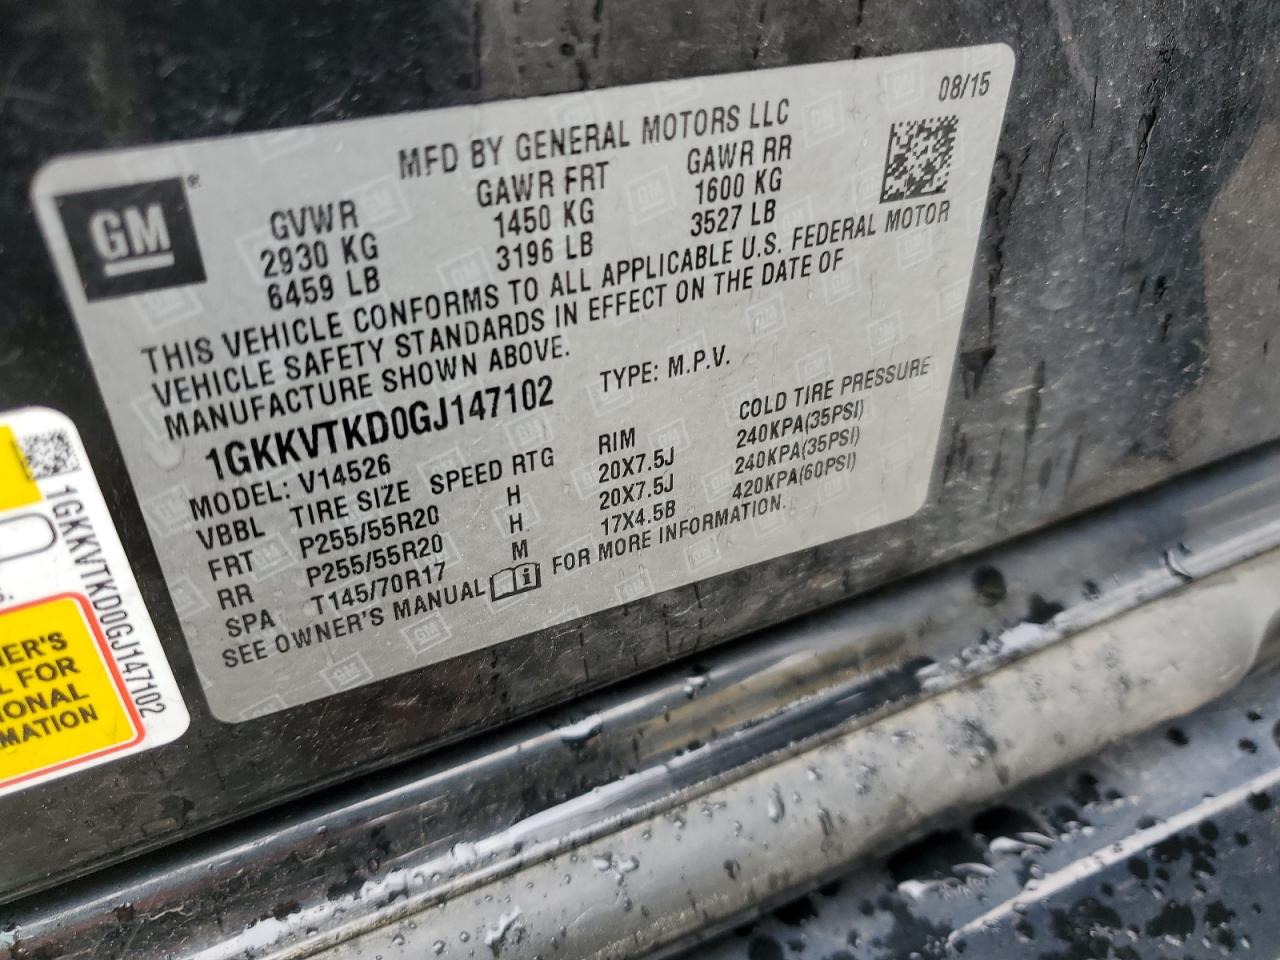 08/15
MFD BY GENERAL MOTORS LLC
GM®
GVWR GAWR FRT GAWR RR
2930 KG 1450 KG 1600 KG
6459 LB 3196 LB 3527 LB
THIS VEHICLE CONFORMS TO ALL APPLICABLE U.S. FEDERAL MOTOR
VEHICLE SAFETY STANDARDS IN EFFECT ON THE DATE OF
MANUFACTURE SHOWN ABOVE.
1GKKVTKD0GJ147102 TYPE: M.P.V.
MODEL: V14526
VBBL TIRE SIZE SPEED RTG RIM COLD TIRE PRESSURE
FRT P255/55R20 H 20X7.5J 240KPA(35PSI)
RR P255/55R20 H 20X7.5J 240KPA(35PSI)
SPA T145/70R17 M 17X4.5B 420KPA(60PSI)
SEE OWNER'S MANUAL FOR MORE INFORMATION.
1GKKVTKD0GJ147102
NER'S
L FOR
IONAL
MATION